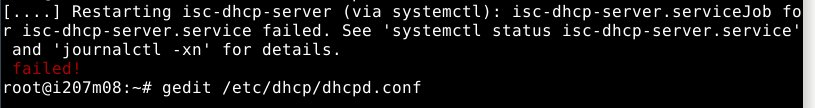 [....] Restarting isc-dhcp-server (via systemctl): isc-dhcp-server.serviceJob fo
r isc-dhcp-server.service failed. See 'systemctl status isc-dhcp-server.service'
 and 'journalctl -xn' for details.
 failed!
root@i207m08:~# gedit /etc/dhcp/dhcpd.conf